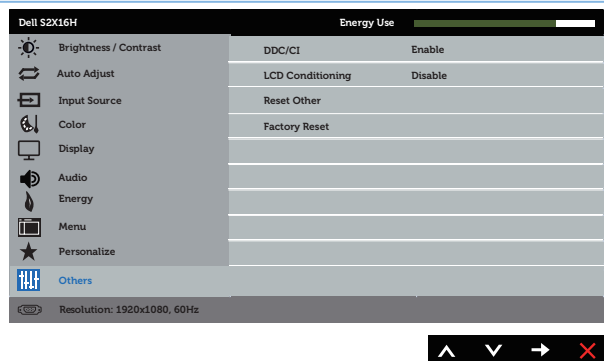 Dell S2X16H Energy Use
Brightness / Contrast DDC/CI Enable
Auto Adjust LCD Conditioning Disable
Input Source Reset Other
Color Factory Reset
Display
Audio
Energy
Menu
Personalize
Others
Resolution: 1920x1080, 60Hz